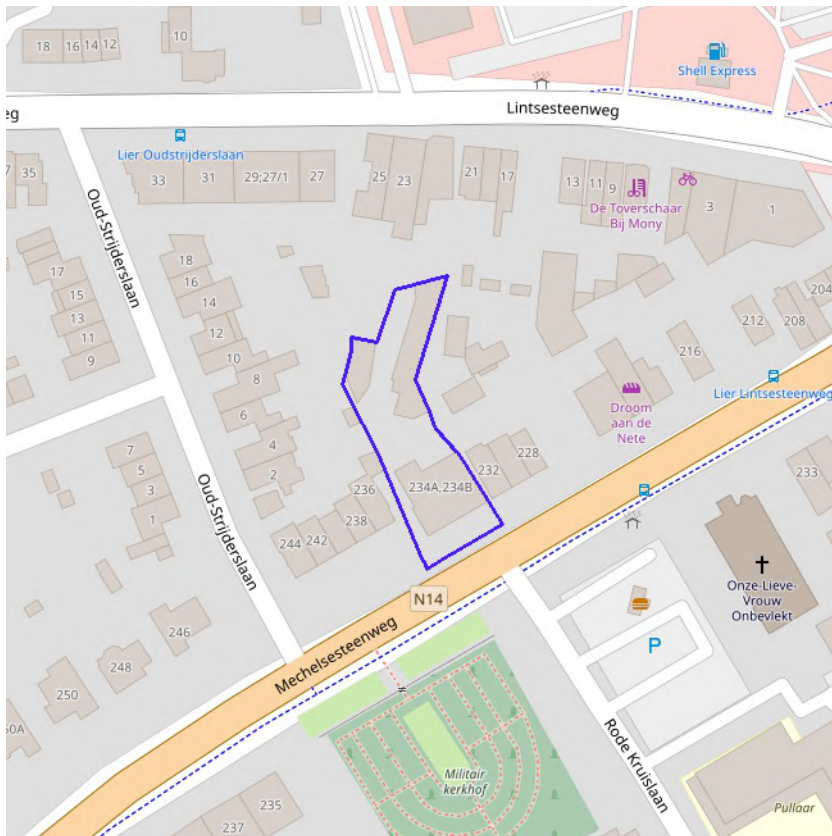 18
16
14
12
10
Shell Express
Lintsesteenweg
eg
Lier Oudstrijderslaan
35
33
31
29;27/1
27
25
23
21
17
13
11
9
De Toverschaar
Bij Mony
3
1
Oud-Strijderslaan
17
15
13
11
9
18
16
14
12
10
8
6
4
2
204
208
212
216
Lier Lintsesteenweg
Droom
aan de
Nete
7
5
3
1
Oud-Strijderslaan
236
238
242
244
234A,234B
232
228
233
246
248
250
50A
N14
Mechelsesteenweg
Onze-Lieve-
Vrouw
Onbevlekt
P
Rode Kruislaan
Militair
kerkhof
235
237
Pullaar